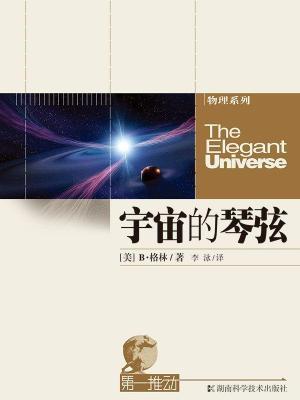 物理系列
The
Elegant
Universe
宇宙的琴弦
[美] B·格林/著 李 泳/译
第一推动
湖南科学技术出版社